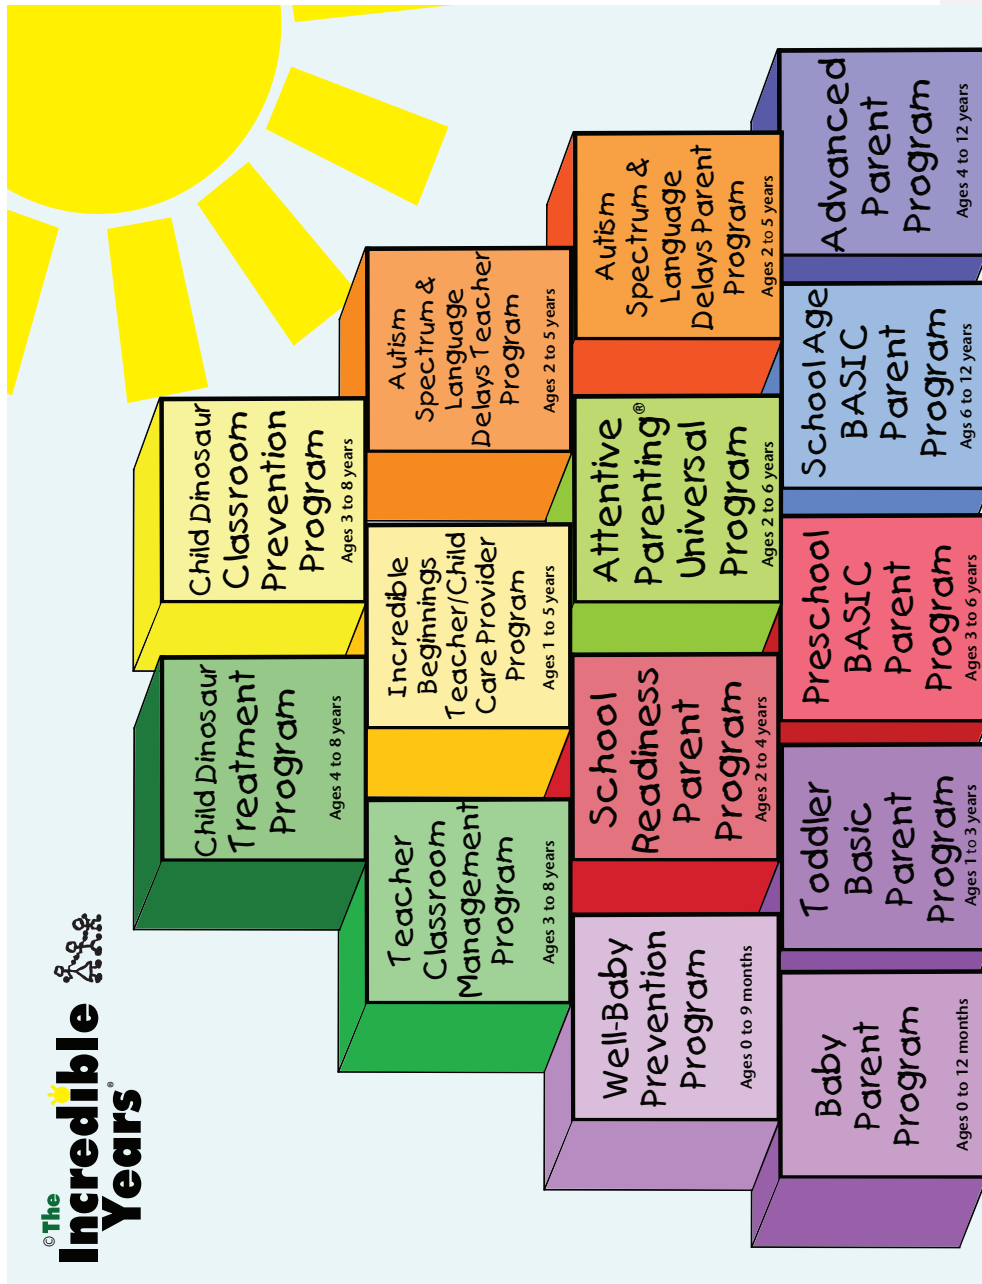 ©The
Incredible
Years®
Child Dinosaur
Treatment
Program
Ages 4 to 8 years
Child Dinosaur
Classroom
Prevention
Program
Ages 3 to 8 years
Teacher
Classroom
Management
Program
Ages 3 to 8 years
Incredible
Beginnings
Teacher/Child
Care Provider
Program
Ages 1 to 5 years
Autism
Spectrum &
Language
Delays Teacher
Program
Ages 2 to 5 years
Well-Baby
Prevention
Program
Ages 0 to 9 months
School
Readiness
Parent
Program
Ages 2 to 4 years
Attentive
Parenting®
Universal
Program
Ages 2 to 6 years
Autism
Spectrum &
Language
Delays Parent
Program
Ages 2 to 5 years
Baby
Parent
Program
Ages 0 to 12 months
Toddler
Basic
Parent
Program
Ages 1 to 3 years
Preschool
BASIC
Parent
Program
Ages 3 to 6 years
School Age
BASIC
Parent
Program
Ags 6 to 12 years
Advanced
Parent
Program
Ages 4 to 12 years